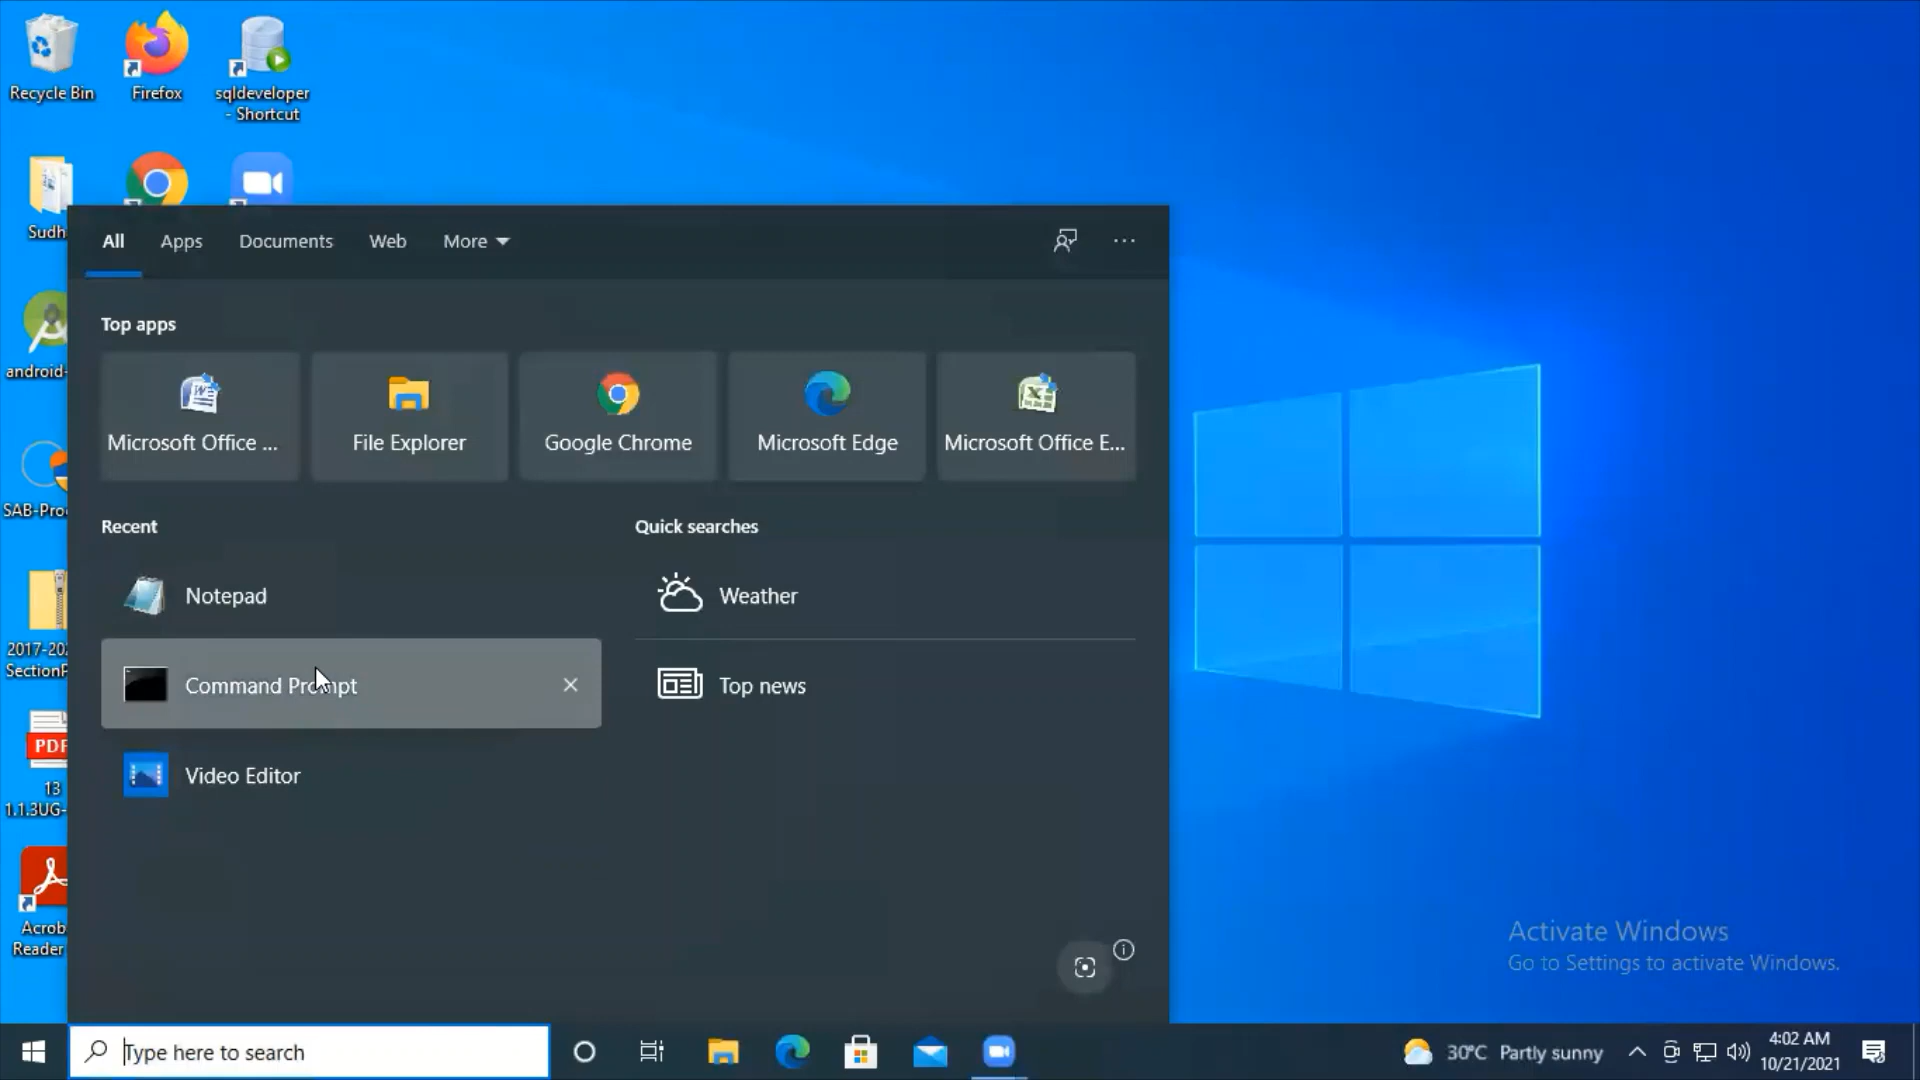 Recycle Bin
Firefox
sqldeveloper
- Shortcut
Sudh
android-
SAB-Pro
2017-20
SectionP
PDF
13
1.1.3UG-
Acrob
Reader
All
Apps
Documents
Web
More
Top apps
Microsoft Office ...
File Explorer
Google Chrome
Microsoft Edge
Microsoft Office E...
Recent
Notepad
Command Prompt
Video Editor
Quick searches
Weather
Top news
Activate Windows
Go to Settings to activate Windows.
Type here to search
30°C Partly sunny
4:02 AM
10/21/2021